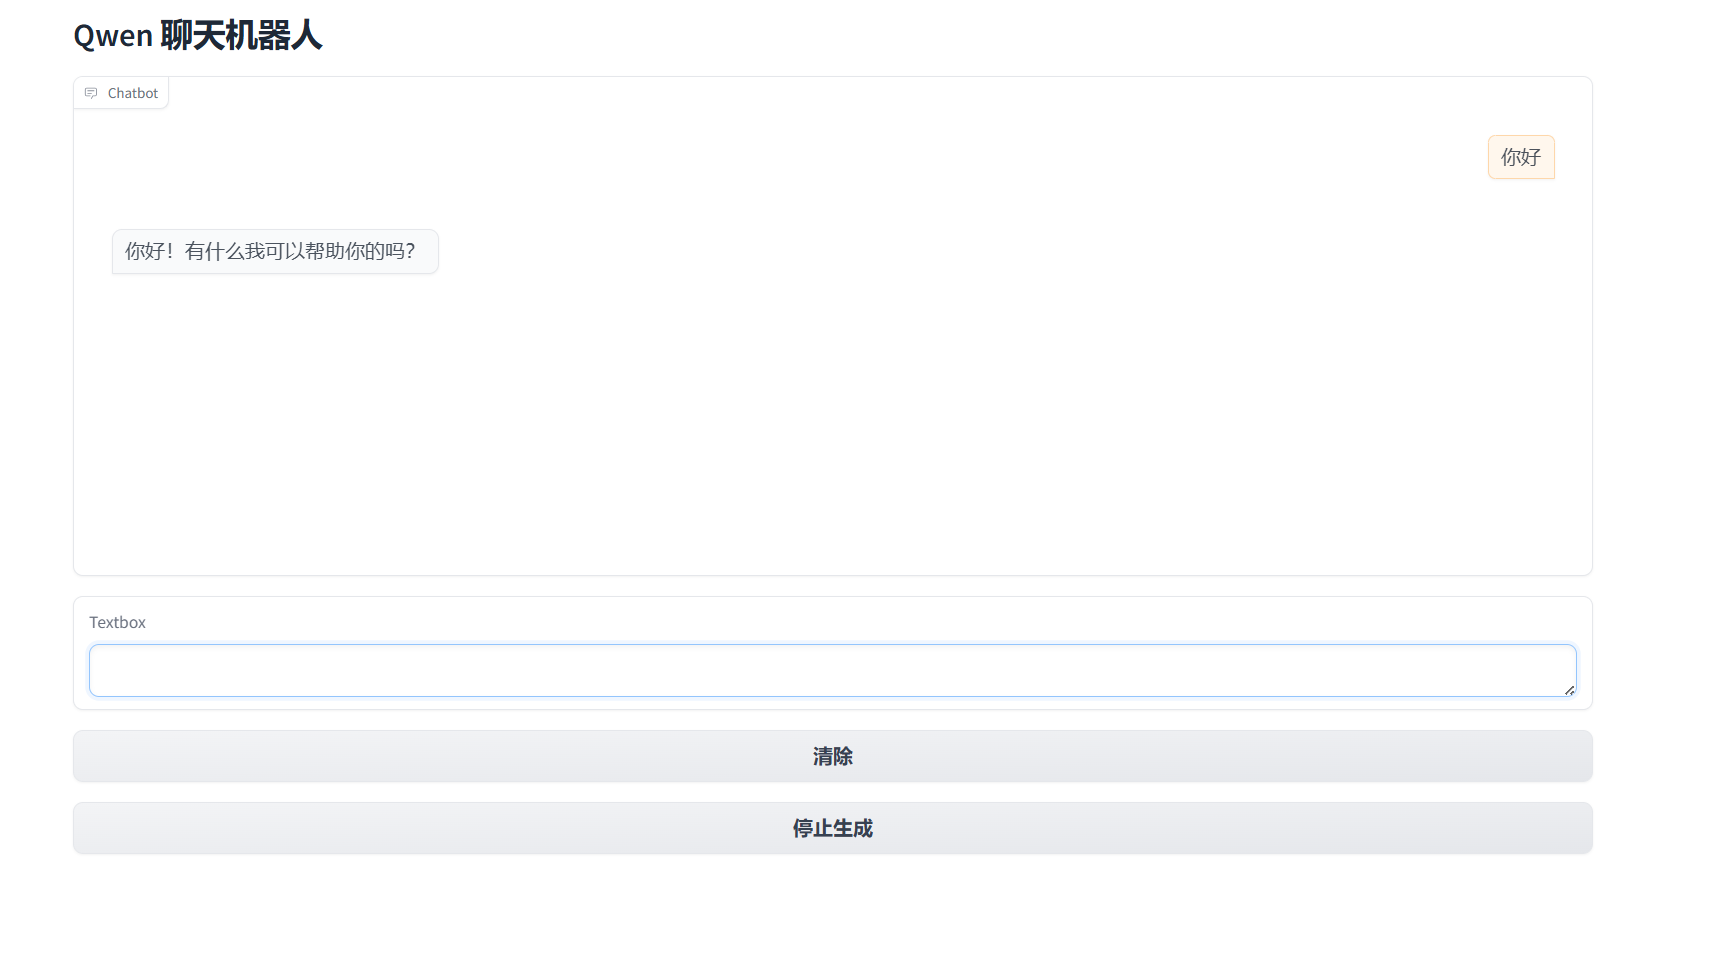 Qwen 聊天机器人
Chatbot
你好
你好！有什么我可以帮助你的吗？
Textbox
清除
停止生成